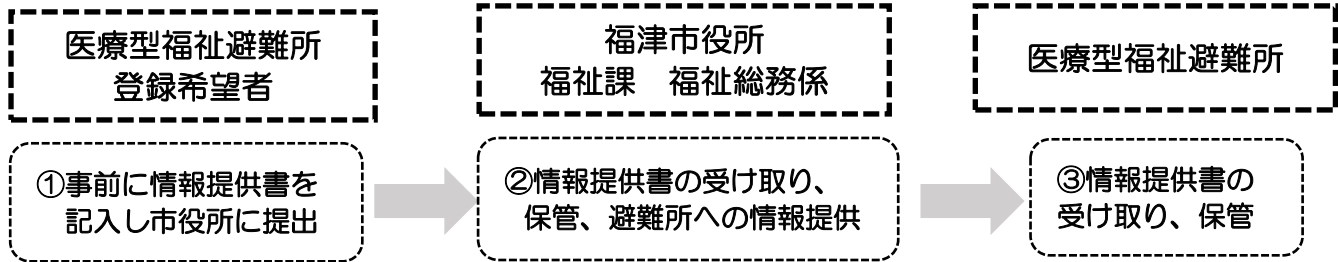 医療型福祉避難所
登録希望者
福津市役所
福祉課　福祉総務係
医療型福祉避難所
①事前に情報提供書を
記入し市役所に提出
②情報提供書の受け取り、
保管、避難所への情報提供
③情報提供書の
受け取り、保管